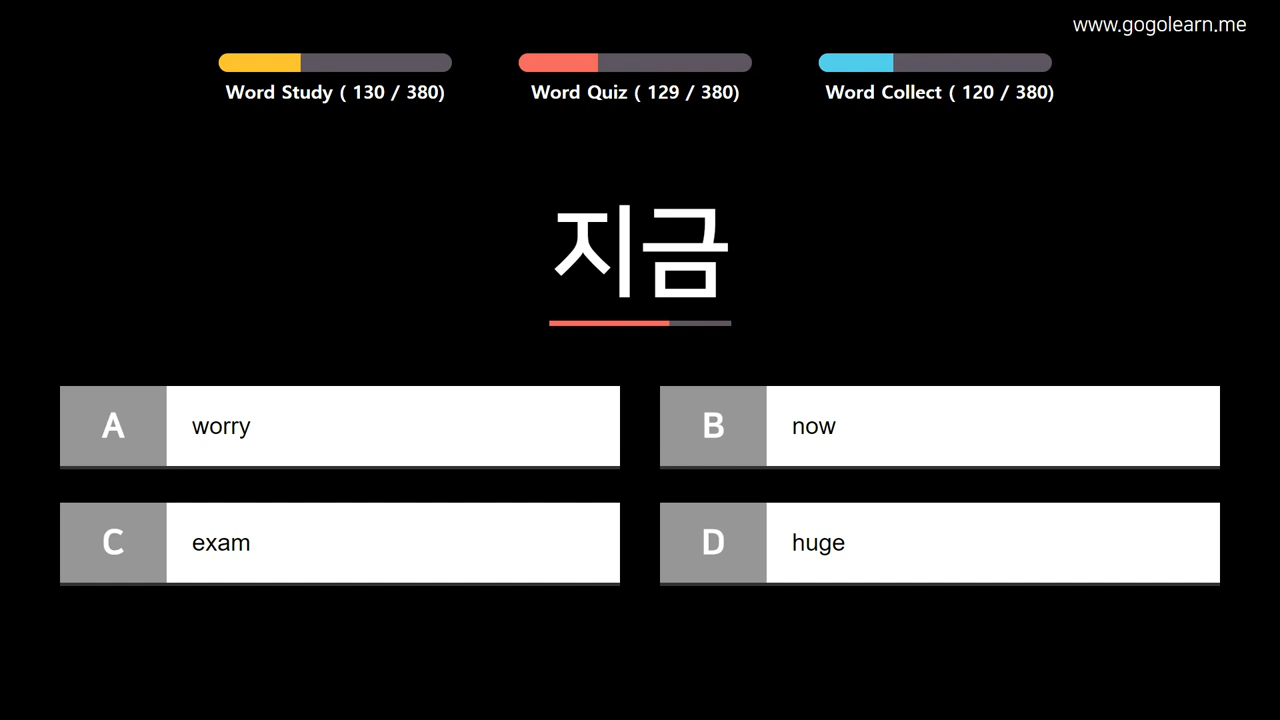 www.gogolearn.me
Word Study ( 130 / 380)
Word Quiz ( 129 / 380)
Word Collect ( 120 / 380)
지금
A worry
B now
C exam
D huge